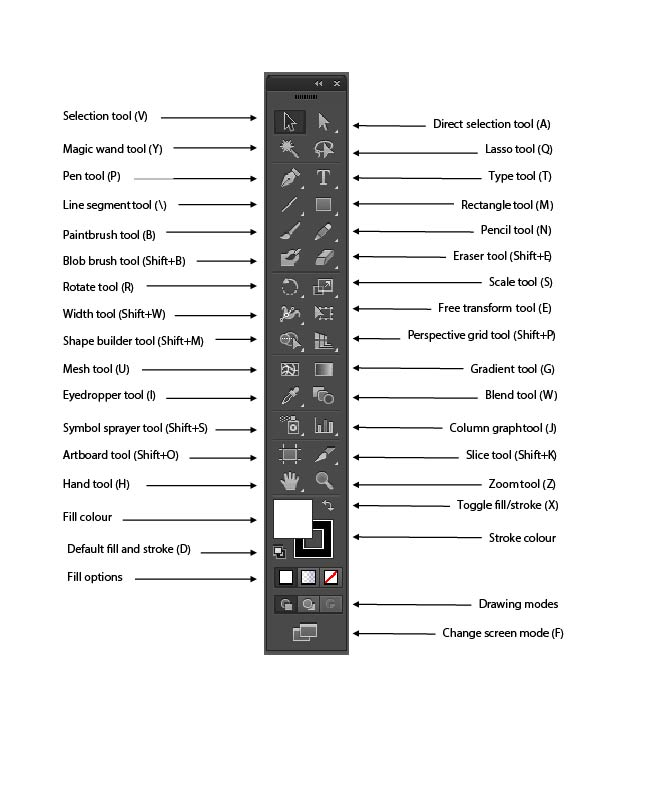 Selection tool (V)
Direct selection tool (A)
Magic wand tool (Y)
Lasso tool (Q)
Pen tool (P)
Type tool (T)
Line segment tool (\)
Rectangle tool (M)
Paintbrush tool (B)
Pencil tool (N)
Blob brush tool (Shift+B)
Eraser tool (Shift+E)
Rotate tool (R)
Scale tool (S)
Width tool (Shift+W)
Free transform tool (E)
Shape builder tool (Shift+M)
Perspective grid tool (Shift+P)
Mesh tool (U)
Gradient tool (G)
Eyedropper tool (I)
Blend tool (W)
Symbol sprayer tool (Shift+S)
Column graph tool (J)
Artboard tool (Shift+O)
Slice tool (Shift+K)
Hand tool (H)
Zoom tool (Z)
Toggle fill/stroke (X)
Fill colour
Stroke colour
Default fill and stroke (D)
Fill options
Drawing modes
Change screen mode (F)